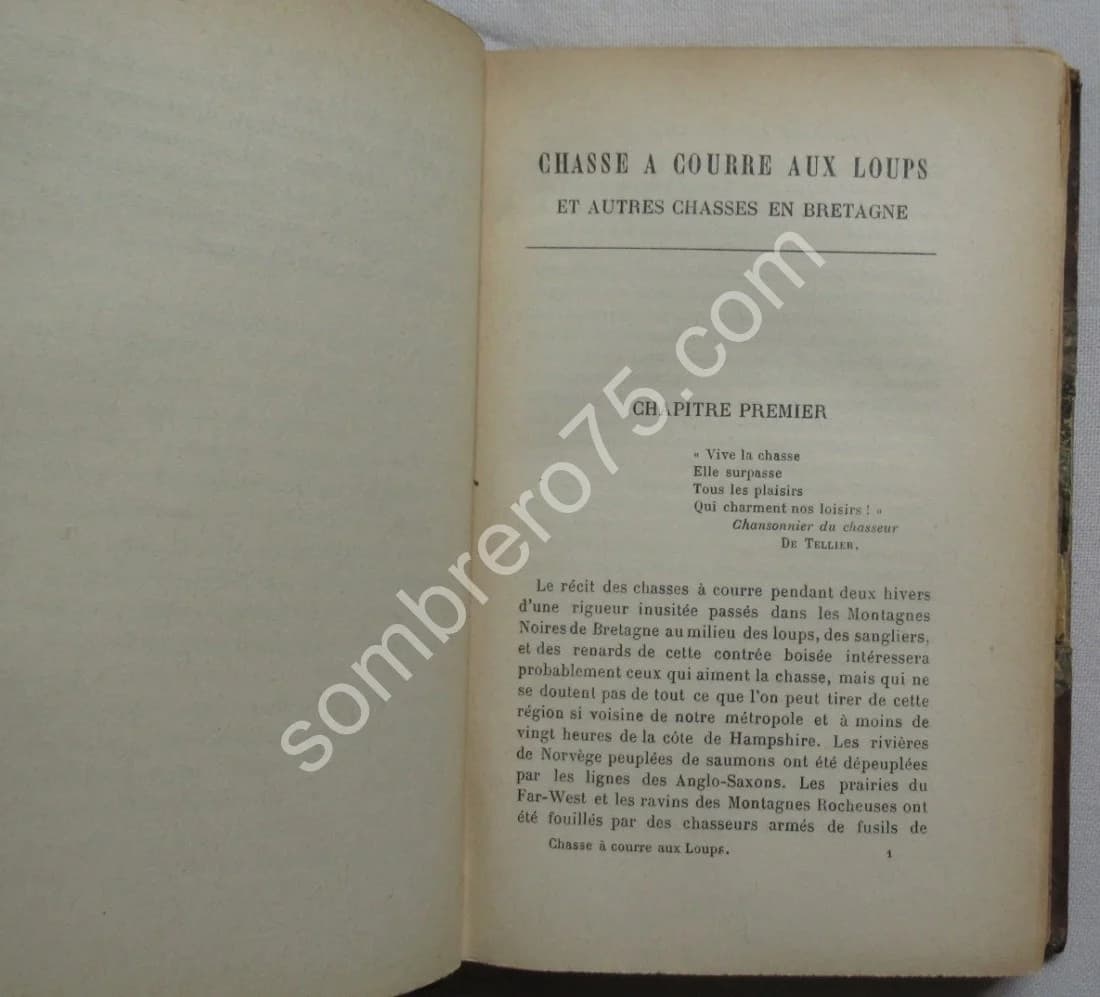 CHASSE A COURRE AUX LOUPS
ET AUTRES CHASSES EN BRETAGNE
CHAPITRE PREMIER
« Vive la chasse
Elle surpasse
Tous les plaisirs
Qui charment nos loisirs ! »
Chansonnier du chasseur
DE TELLIER.
Le récit des chasses à courre pendant deux hivers
d'une rigueur inusitée passés dans les Montagnes
Noires de Bretagne au milieu des loups, des sangliers,
et des renards de cette contrée boisée intéressera
probablement ceux qui aiment la chasse, mais qui ne
se doutent pas de tout ce que l'on peut tirer de cette
région si voisine de notre métropole et à moins de
vingt heures de la côte de Hampshire. Les rivières
de Norvège peuplées de saumons ont été dépeuplées
par les lignes des Anglo-Saxons. Les prairies du
Far-West et les ravins des Montagnes Rocheuses ont
été fouillés par des chasseurs armés de fusils de
Chasse à courre aux Loups. 1
sombrero75.com